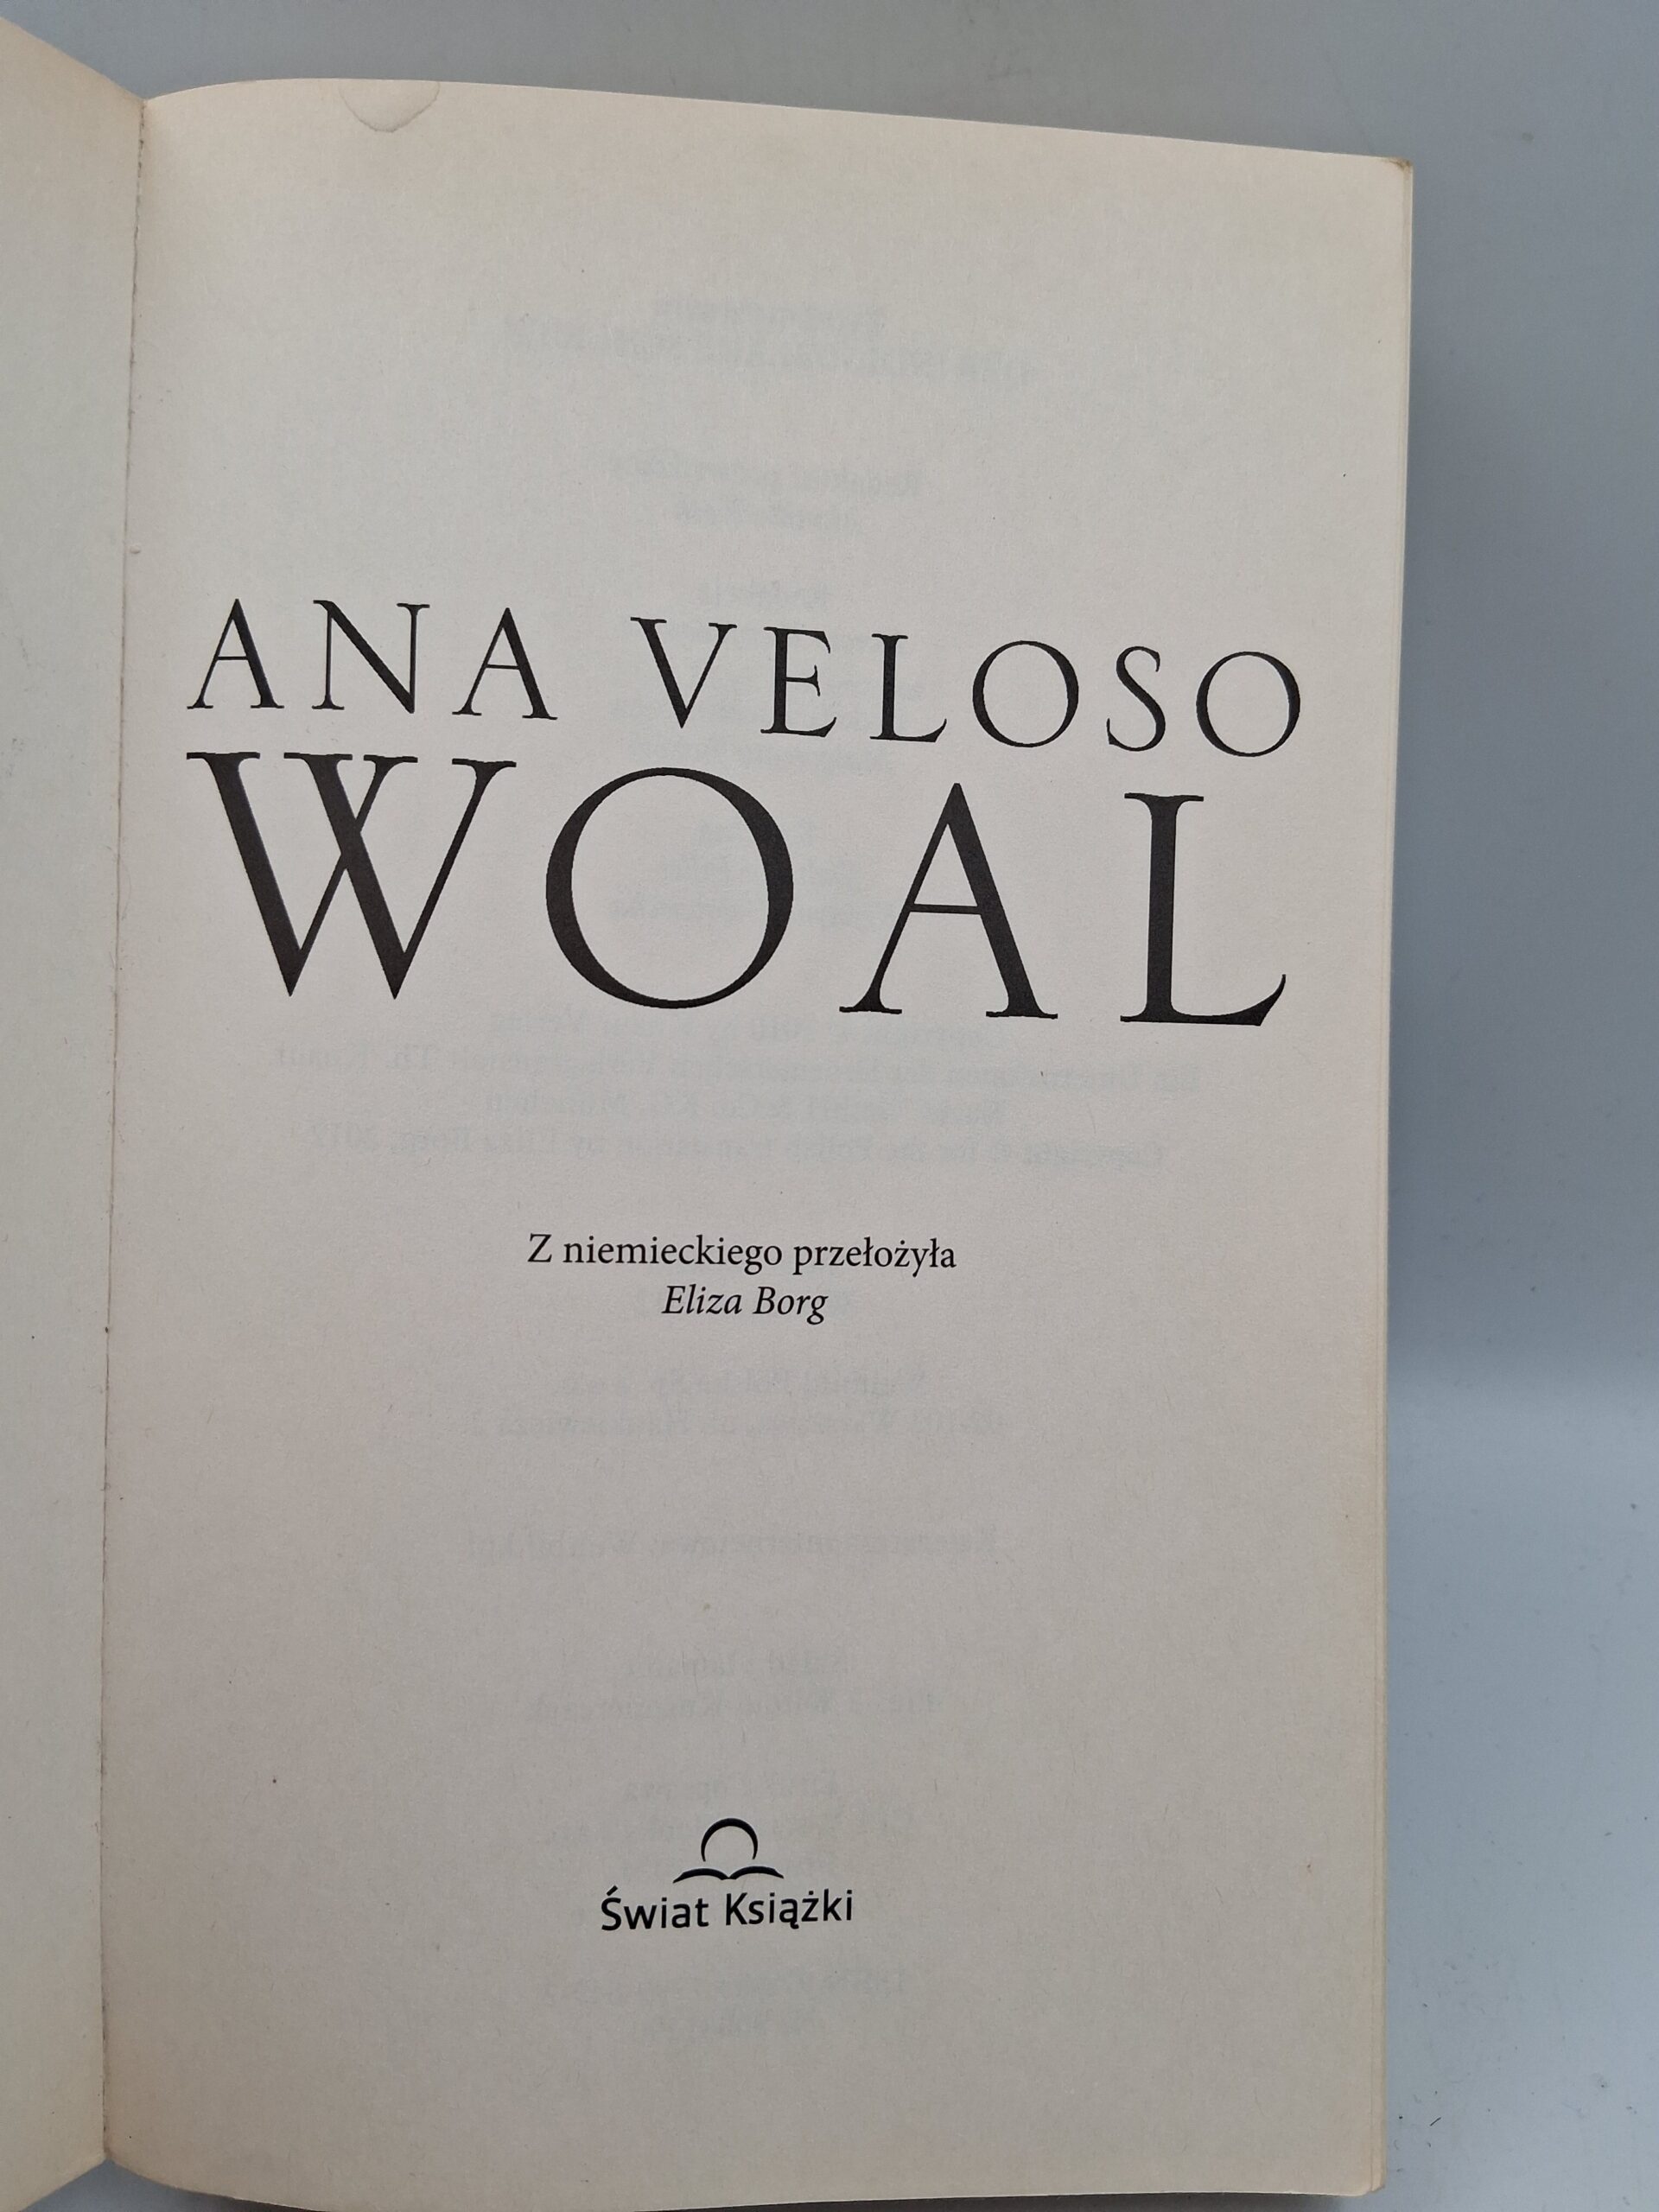 ANA VELOSO
WOAL
Z niemieckiego przełożyła
Eliza Borg
Świat Książki